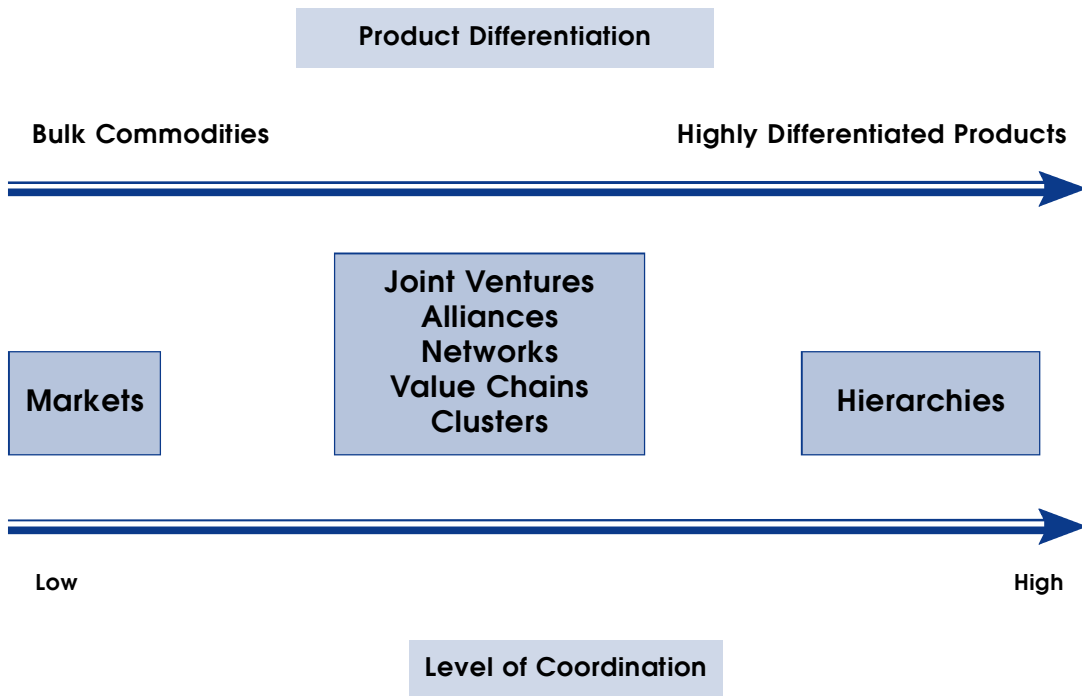 Product Differentiation
Bulk Commodities
Highly Differentiated Products
Joint Ventures
Alliances
Networks
Value Chains
Clusters
Markets
Hierarchies
Low
High
Level of Coordination